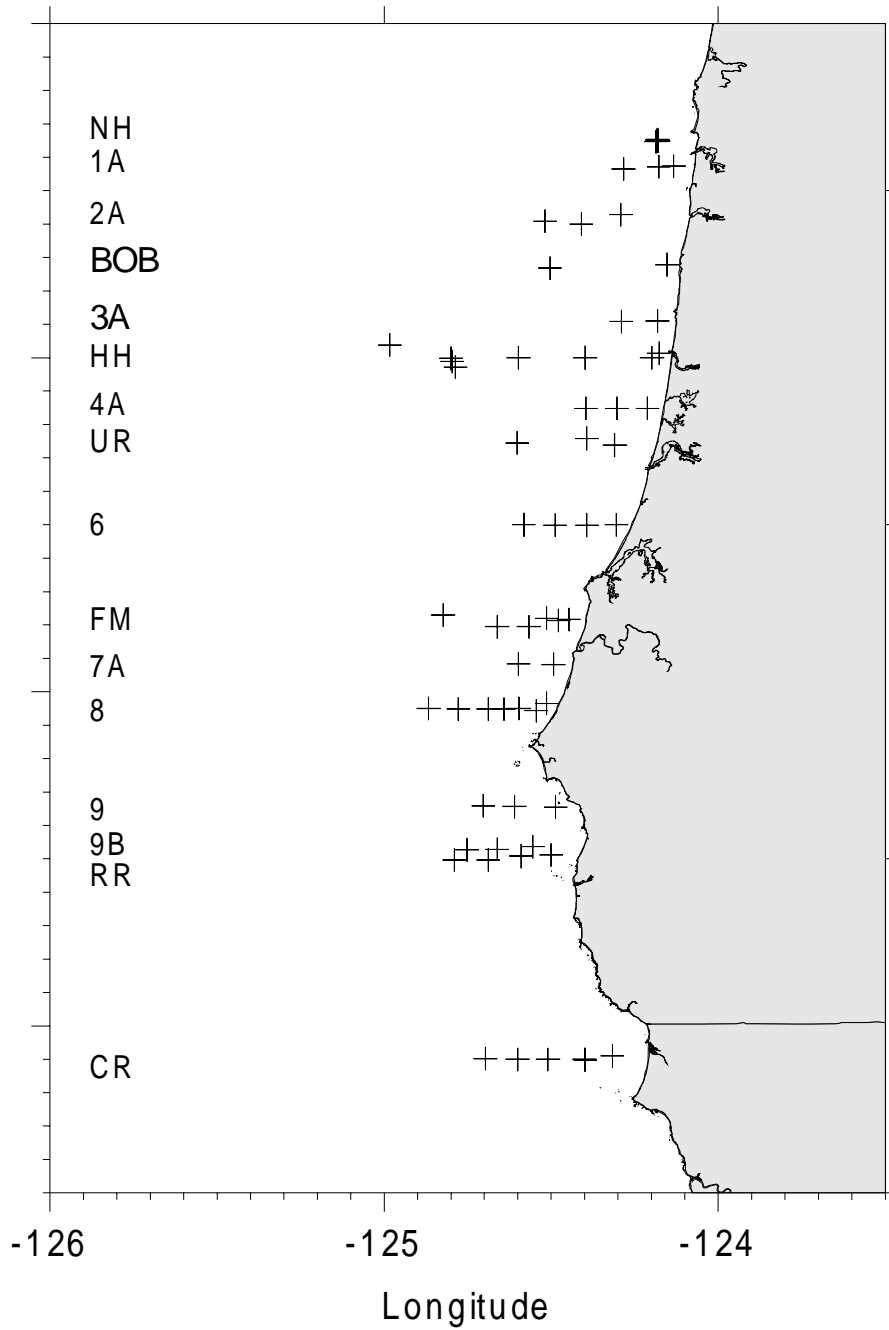 NH
1A
2A
BOB
3A
HH
4A
UR
6
FM
7A
8
9
9B
RR
CR
-126 -125 -124
Longitude